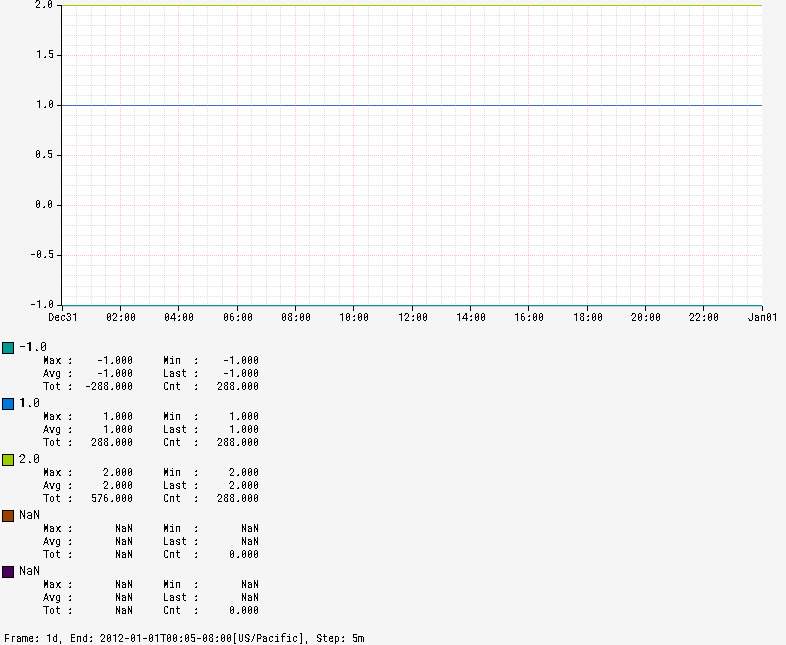 2.0
1.5
1.0
0.5
0.0
-0.5
-1.0
Dec31 02:00 04:00 06:00 08:00 10:00 12:00 14:00 16:00 18:00 20:00 22:00 Jan01
-1.0
Max : -1.000 Min : -1.000
Avg : -1.000 Last : -1.000
Tot : -288.000 Cnt : 288.000
1.0
Max : 1.000 Min : 1.000
Avg : 1.000 Last : 1.000
Tot : 288.000 Cnt : 288.000
2.0
Max : 2.000 Min : 2.000
Avg : 2.000 Last : 2.000
Tot : 576.000 Cnt : 288.000
NaN
Max : NaN Min : NaN
Avg : NaN Last : NaN
Tot : NaN Cnt : 0.000
NaN
Max : NaN Min : NaN
Avg : NaN Last : NaN
Tot : NaN Cnt : 0.000
Frame: 1d, End: 2012-01-01T00:05-08:00[US/Pacific], Step: 5m